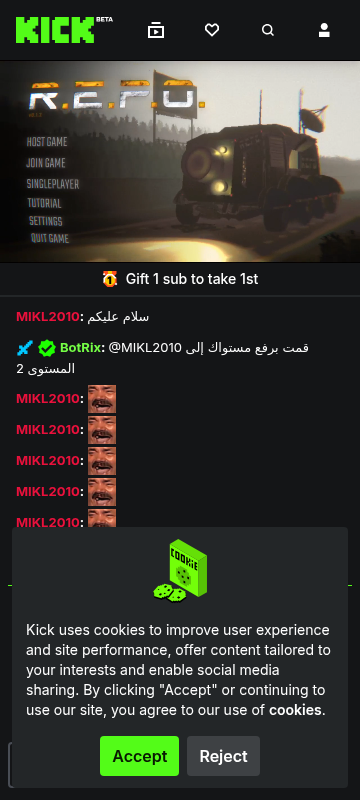 KICK BETA
R.E.P.O.
HOST GAME
JOIN GAME
SINGLEPLAYER
TUTORIAL
SETTINGS
QUIT GAME
1 Gift 1 sub to take 1st
MIKL2010: سلام عليكم
BotRix: @MIKL2010 قمت برفع مستواك إلى
المستوى 2
MIKL2010:
MIKL2010:
MIKL2010:
MIKL2010:
MIKL2010:
COOKIE
Kick uses cookies to improve user experience
and site performance, offer content tailored to
your interests and enable social media
sharing. By clicking "Accept" or continuing to
use our site, you agree to our use of cookies.
Accept Reject